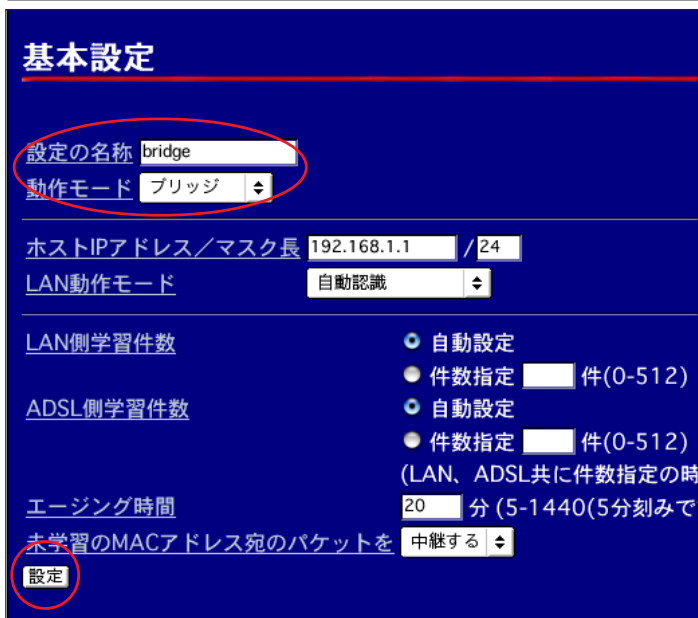 基本設定
設定の名称 bridge
動作モード ブリッジ
ホストIPアドレス／マスク長 192.168.1.1 /24
LAN動作モード 自動認識
LAN側学習件数 自動設定
件数指定 件(0-512)
ADSL側学習件数 自動設定
件数指定 件(0-512)
(LAN、ADSL共に件数指定の時
エージング時間 20 分 (5-1440(5分刻みで
未学習のMACアドレス宛のパケットを 中継する
設定